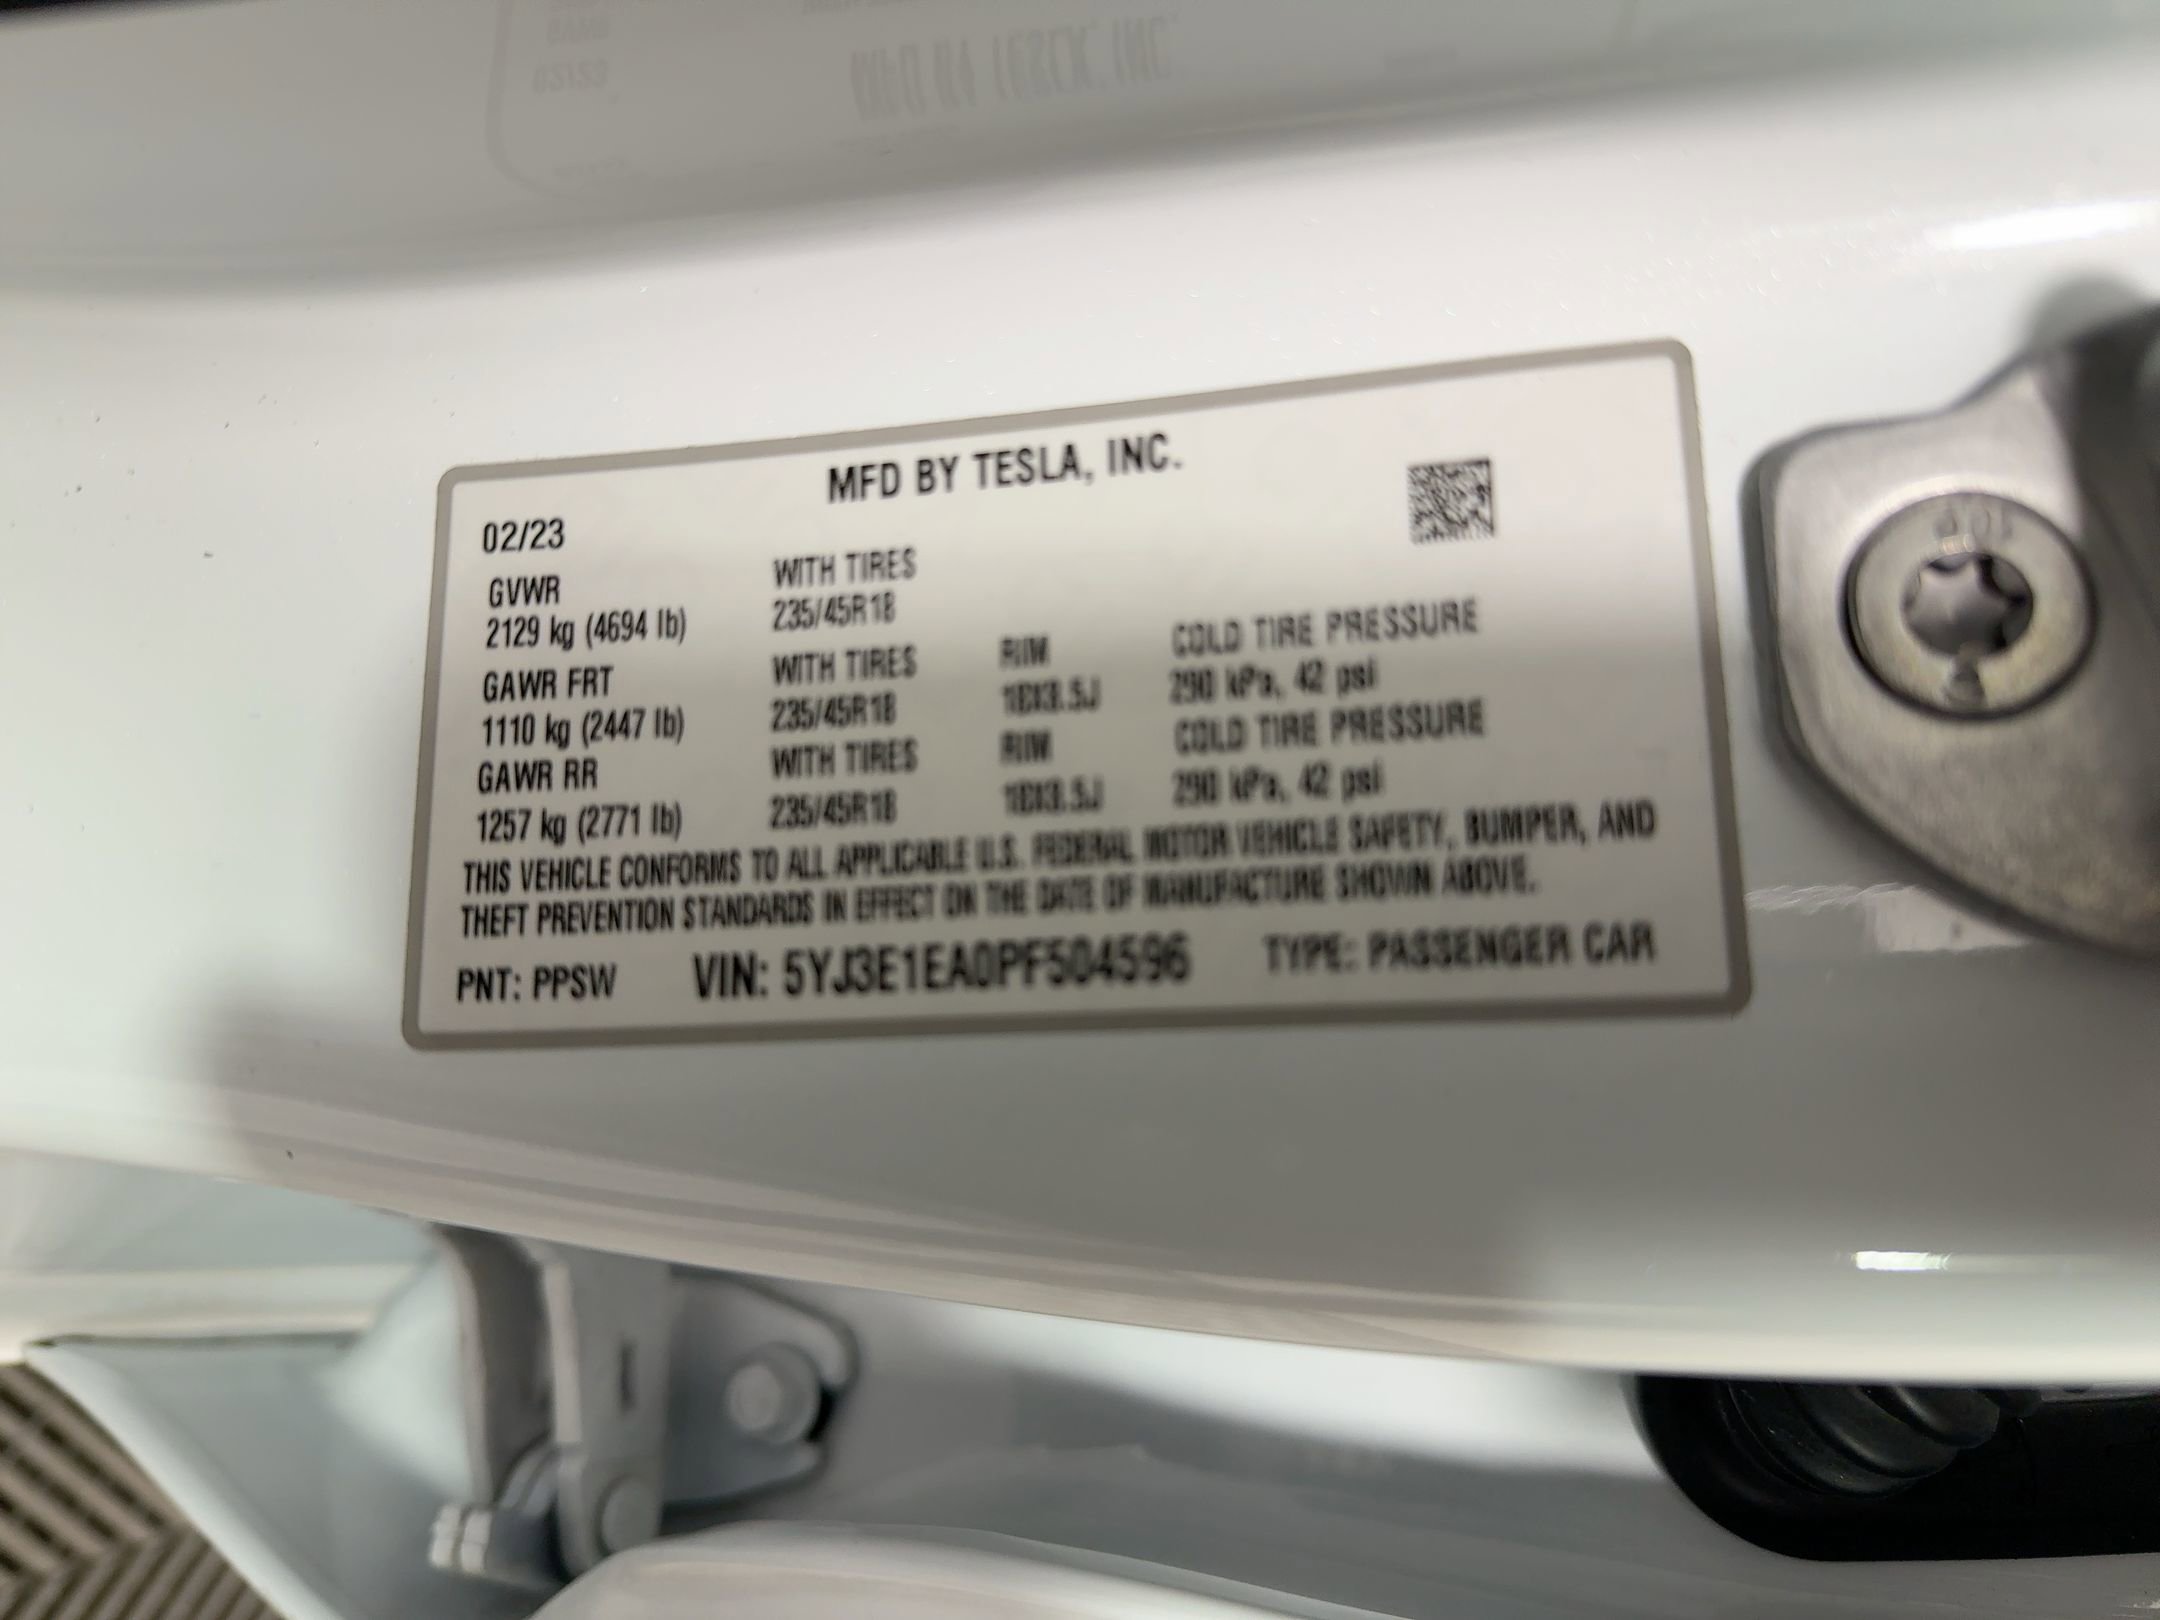 MFD BY TESLA, INC.
02/23
GVWR WITH TIRES
2129 kg (4694 lb) 235/45R18
GAWR FRT WITH TIRES RIM COLD TIRE PRESSURE
1110 kg (2447 lb) 235/45R18 18X8.5J 290 kPa, 42 psi
GAWR RR WITH TIRES RIM COLD TIRE PRESSURE
1257 kg (2771 lb) 235/45R18 18X8.5J 290 kPa, 42 psi
THIS VEHICLE CONFORMS TO ALL APPLICABLE U.S. FEDERAL MOTOR VEHICLE SAFETY, BUMPER, AND
THEFT PREVENTION STANDARDS IN EFFECT ON THE DATE OF MANUFACTURE SHOWN ABOVE.
PNT: PPSW VIN: 5YJ3E1EA0PF504596 TYPE: PASSENGER CAR